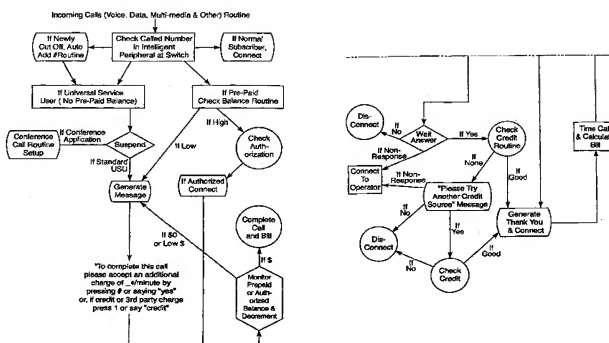 Incoming Calls (Voice, Data, Multi-media & Other) Routine
If Newly
Cut Off, Auto
Add #Routine
Check Called Number
In Intelligent
Peripheral at Switch
If Normal
Subscriber,
Connect
If Universal Service
User ( No Pre-Paid Balance)
If Pre-Paid
Check Balance Routine
Conference
Call Routine
Setup
If Conference
Application
Suspend
If Standard
USU
If Low
If High
Check
Auth-
orization
If Authorized
Connect
Generate
Message
If $0
or Low $
Complete
Call
and Bill
If $
Monitor
Prepaid
or Auth-
orized
Balance &
Decrement
"To complete this call
please accept an additional
charge of _¢/minute by
pressing # or saying "yes"
or, if credit or 3rd party charge
press 1 or say "credit"
Dis-
Connect
If
No
Wait
Answer
If Yes
Check
Credit
Routine
If Non-
Response
Connect
To
Operator
If Non-
Response
If
None
If
Good
"Please Try
Another Credit
Source" Message
If
No
If
Yes
Dis-
Connect
If
No
Check
Credit
If
Good
Generate
Thank You
& Connect
Time Call
& Calculate
Bill